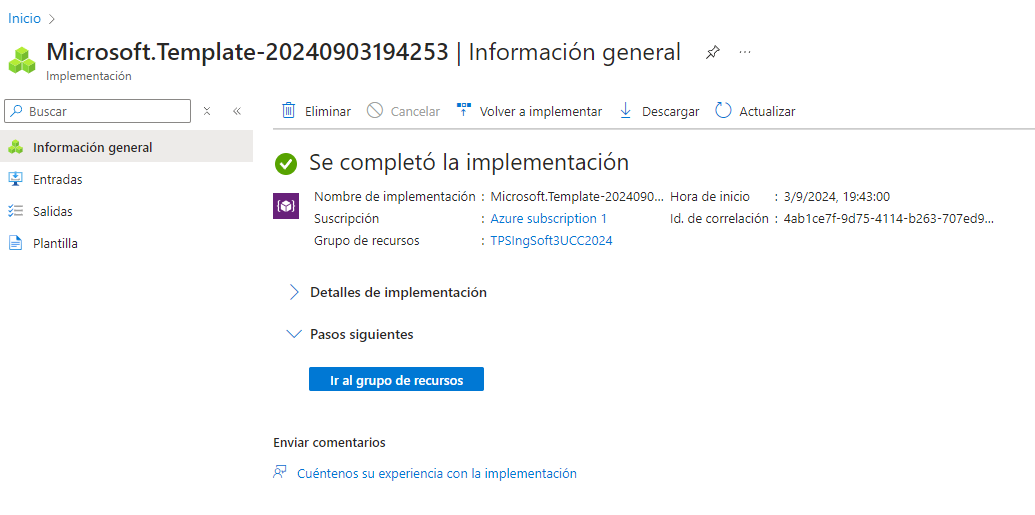 Inicio
Microsoft.Template-20240903194253 | Información general
Implementación
Buscar
Eliminar Cancelar Volver a implementar Descargar Actualizar
Información general
Entradas
Salidas
Plantilla
Se completó la implementación
Nombre de implementación : Microsoft.Template-2024090... Hora de inicio : 3/9/2024, 19:43:00
Suscripción : Azure subscription 1 Id. de correlación : 4ab1ce7f-9d75-4114-b263-707ed9...
Grupo de recursos : TPSIngSoft3UCC2024
Detalles de implementación
Pasos siguientes
Ir al grupo de recursos
Enviar comentarios
Cuéntenos su experiencia con la implementación